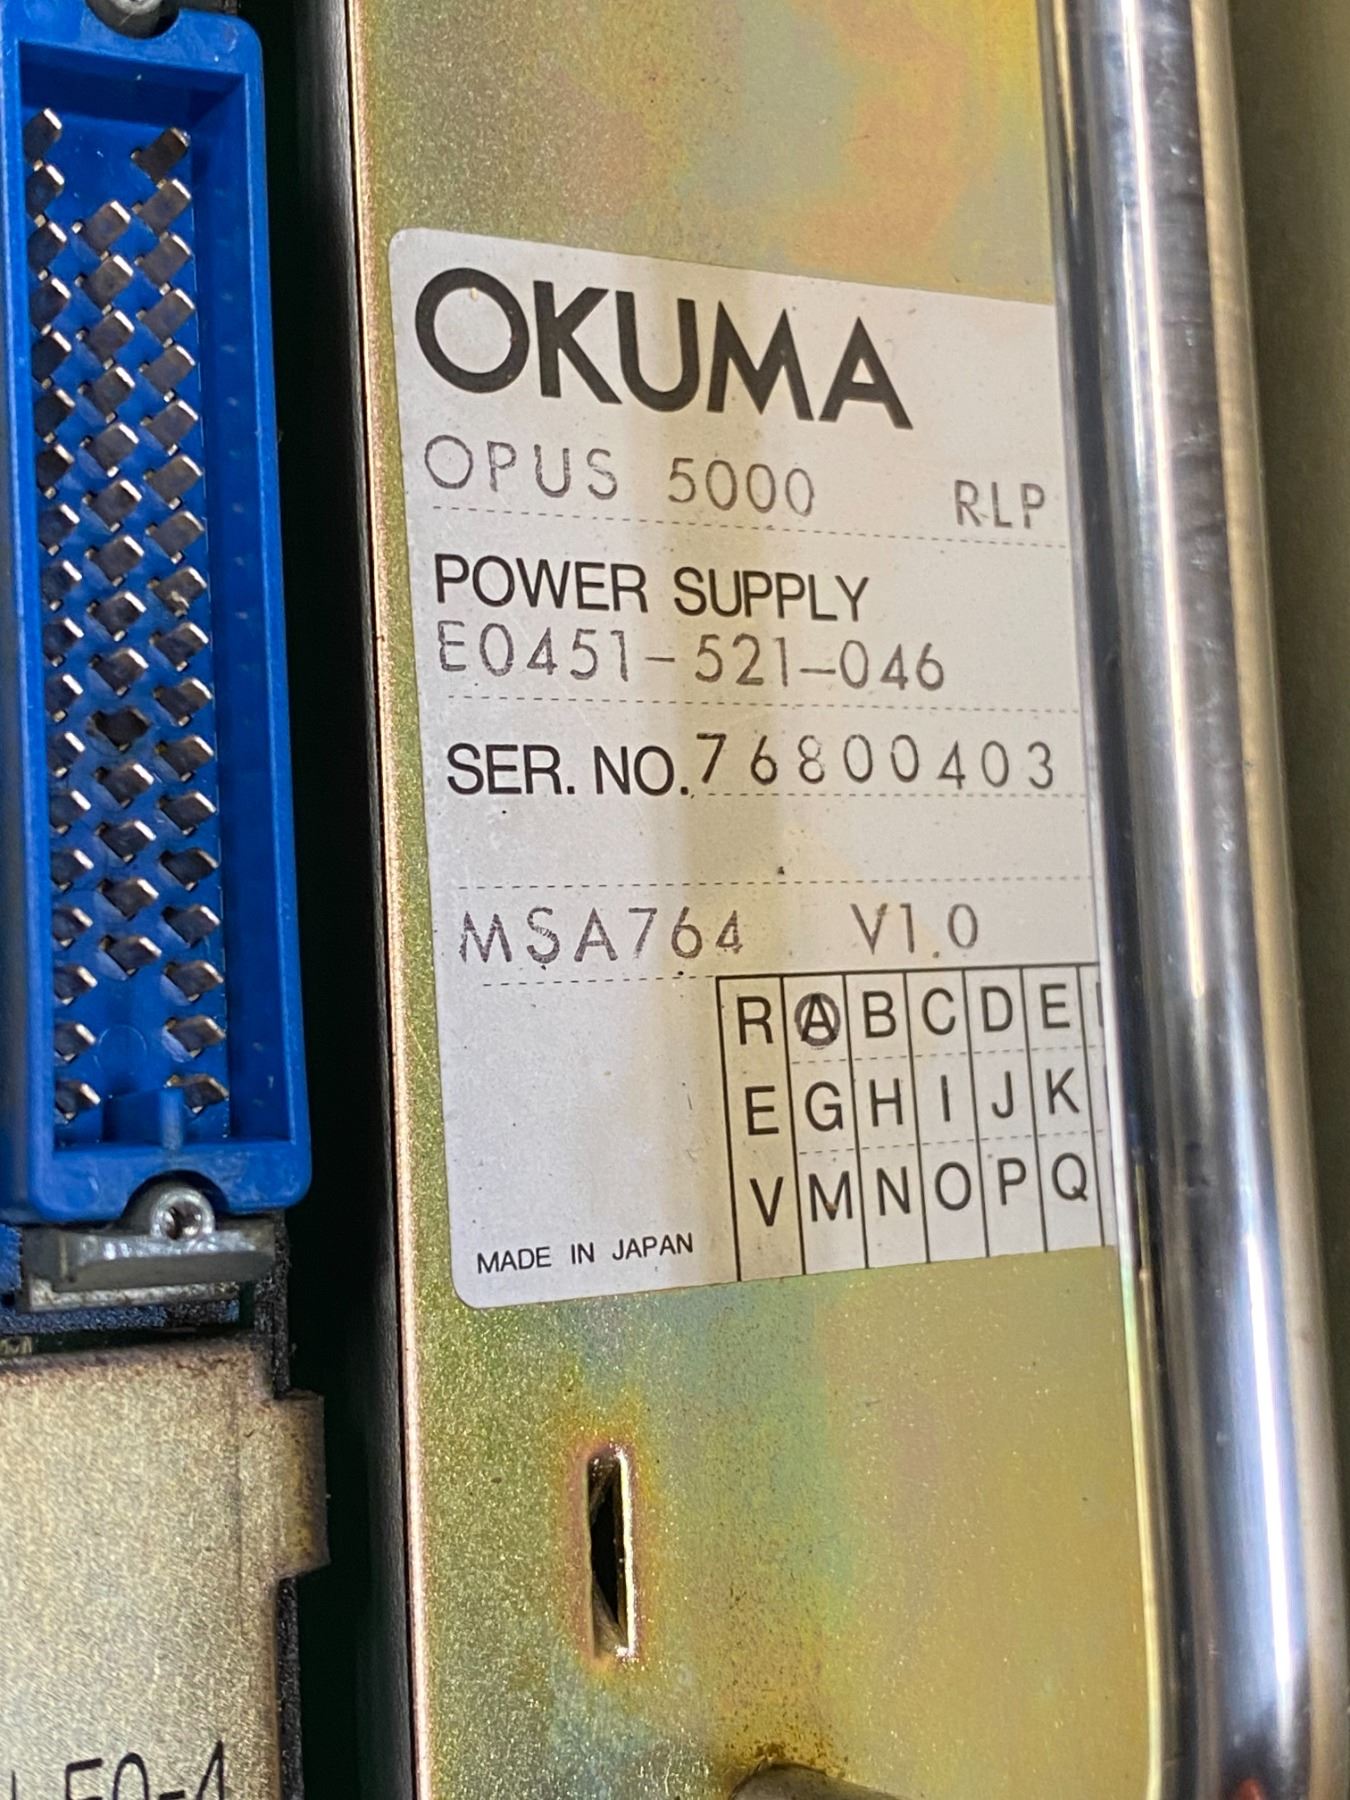 OKUMA
OPUS 5000 RLP
POWER SUPPLY
E0451-521-046
SER. NO. 76800403
MSA764 V1.0
R A B C D E
E G H I J K
V M N O P Q
MADE IN JAPAN